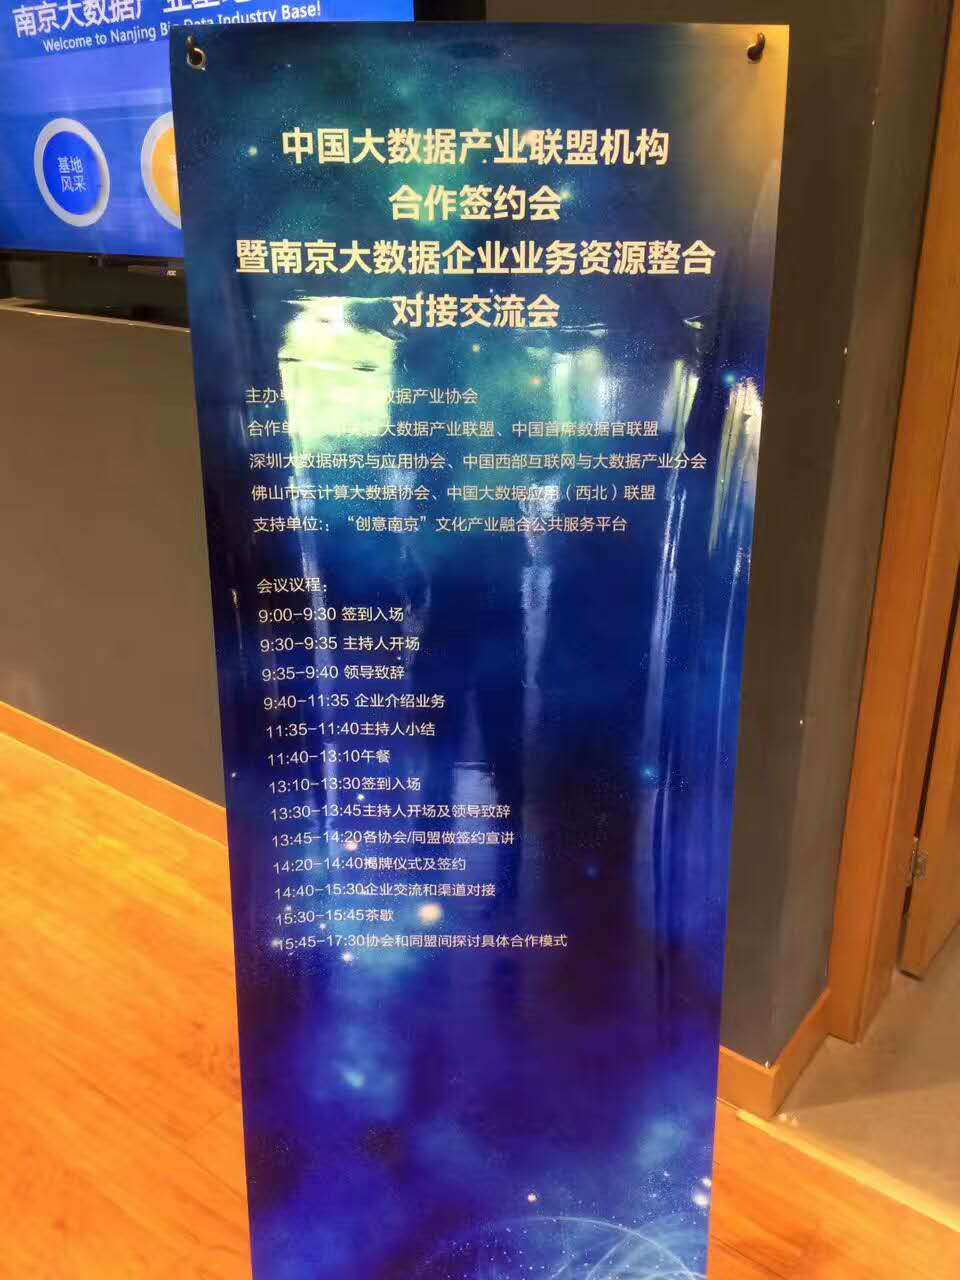 南京大数据产业基地
Welcome to Nanjing Big Data Industry Base!
基地
风采
中国大数据产业联盟机构
合作签约会
暨南京大数据企业业务资源整合
对接交流会
主办 数据产业协会
合作单 大数据产业联盟、中国首席数据官联盟
深圳大数据研究与应用协会、中国西部互联网与大数据产业分会
佛山市云计算大数据协会、中国大数据应用（西北）联盟
支持单位：：“创意南京”文化产业融合公共服务平台
会议议程：
9:00-9:30 签到入场
9:30-9:35 主持人开场
9:35-9:40 领导致辞
9:40-11:35 企业介绍业务
11:35-11:40主持人小结
11:40-13:10午餐
13:10-13:30签到入场
13:30-13:45主持人开场及领导致辞
13:45-14:20各协会/同盟做签约宣讲
14:20-14:40揭牌仪式及签约
14:40-15:30企业交流和渠道对接
15:30-15:45茶歇
15:45-17:30协会和同盟间探讨具体合作模式